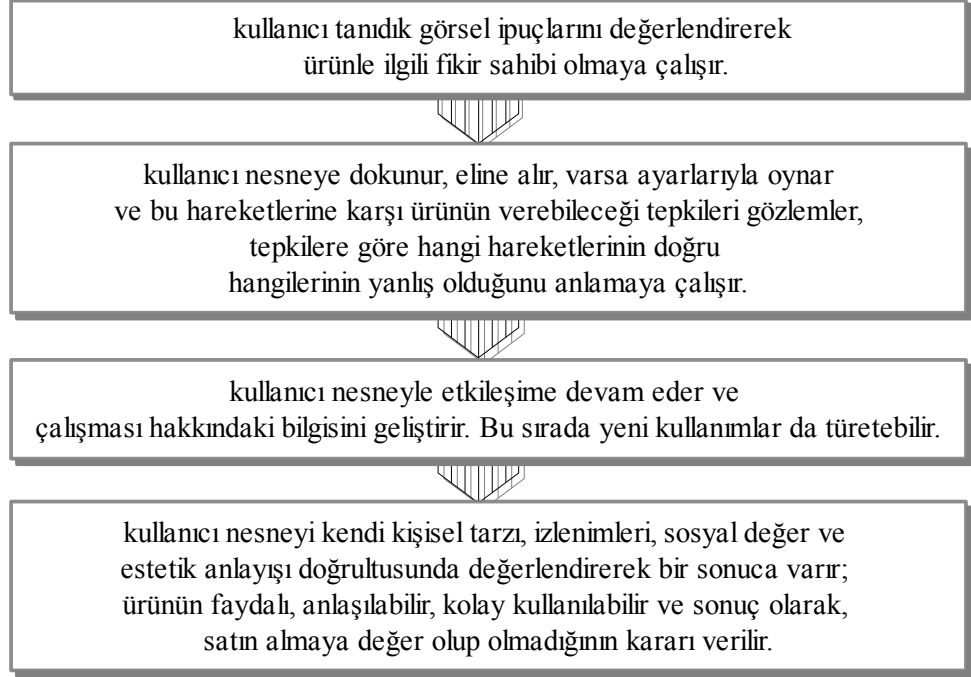 kullanıcı tanıdık görsel ipuçlarını değerlendirerek
ürünle ilgili fikir sahibi olmaya çalışır.
kullanıcı nesneye dokunur, eline alır, varsa ayarlarıyla oynar
ve bu hareketlerine karşı ürünün verebileceği tepkileri gözlemler,
tepkilere göre hangi hareketlerinin doğru
hangilerinin yanlış olduğunu anlamaya çalışır.
kullanıcı nesneyle etkileşime devam eder ve
çalışması hakkındaki bilgisini geliştirir. Bu sırada yeni kullanımlar da türetebilir.
kullanıcı nesneyi kendi kişisel tarzı, izlenimleri, sosyal değer ve
estetik anlayışı doğrultusunda değerlendirerek bir sonuca varır;
ürünün faydalı, anlaşılabilir, kolay kullanılabilir ve sonuç olarak,
satın almaya değer olup olmadığının kararı verilir.